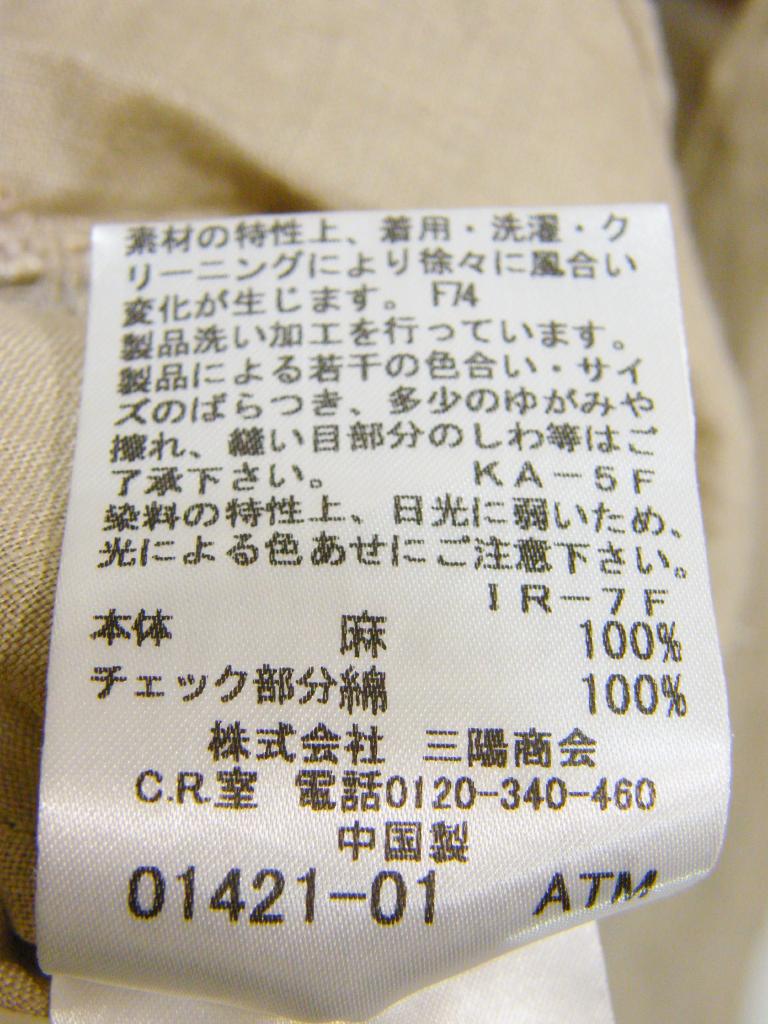 素材の特性上、着用・洗濯・ク
リーニングにより徐々に風合い
変化が生じます。 F74
製品洗い加工を行っています。
製品による若干の色合い・サイ
ズのばらつき、多少のゆがみや
擦れ、縫い目部分のしわ等はご
了承下さい。 KA-5F
染料の特性上、日光に弱いため、
光による色あせにご注意下さい。
IR-7F
本体 麻 100%
チェック部分綿 100%
株式会社 三陽商会
C.R.室 電話0120-340-460
中国製
01421-01 ATM